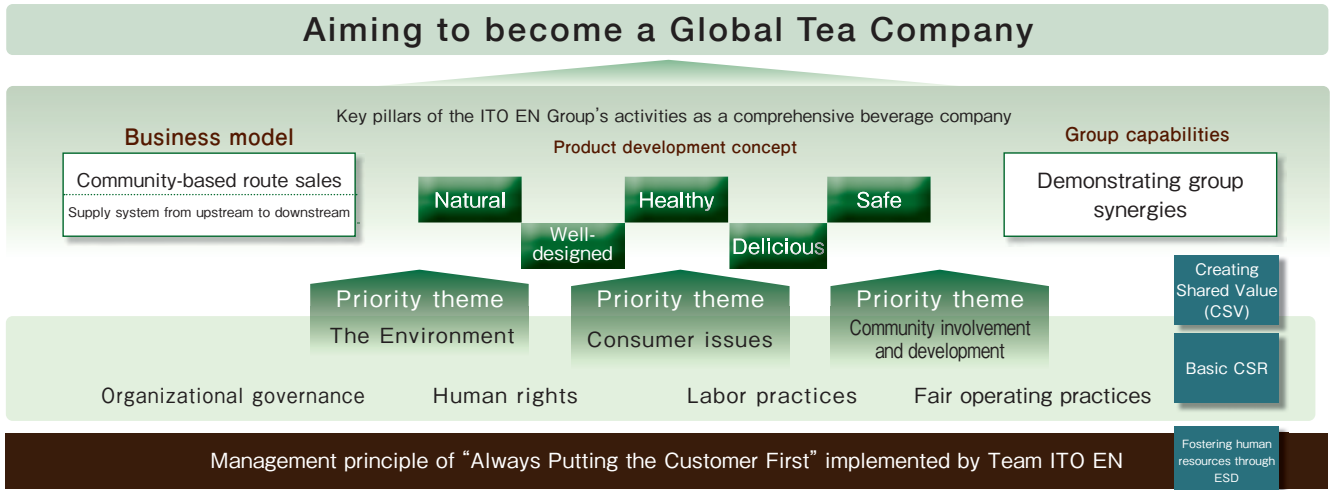 Aiming to become a Global Tea Company
Key pillars of the ITO EN Group's activities as a comprehensive beverage company
Business model
Community-based route sales
Supply system from upstream to downstream
Product development concept
Natural
Well-
designed
Healthy
Delicious
Safe
Group capabilities
Demonstrating group
synergies
Priority theme
The Environment
Priority theme
Consumer issues
Priority theme
Community involvement
and development
Creating
Shared Value
(CSV)
Organizational governance
Human rights
Labor practices
Fair operating practices
Basic CSR
Management principle of “Always Putting the Customer First” implemented by Team ITO EN
Fostering human
resources through
ESD